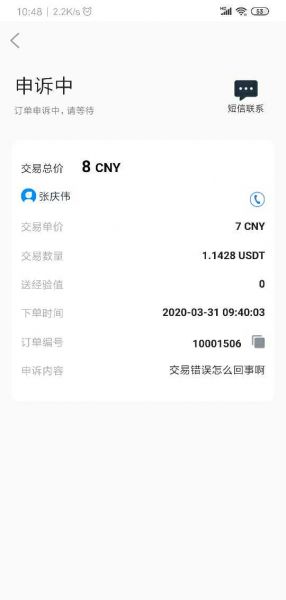 10:48 | 2.2K/s
53
申诉中
订单申诉中, 请等待
短信联系
交易总价 8 CNY
张庆伟
交易单价 7 CNY
交易数量 1.1428 USDT
送经验值 0
下单时间 2020-03-31 09:40:03
订单编号 10001506
申诉内容 交易错误怎么回事啊